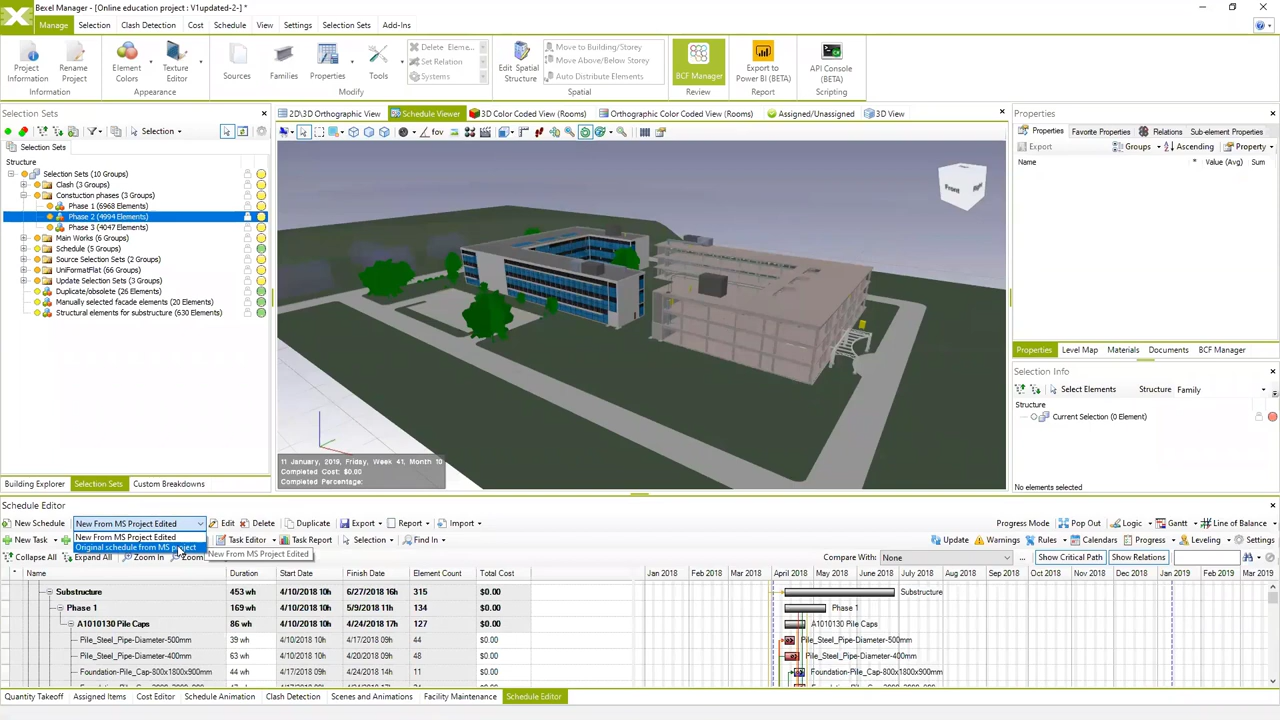 Bexel Manager - [Online education project : V1updated-2-]
Manage Selection Clash Detection Cost Schedule View Settings Selection Sets Add-Ins
Project Information
Rename Project
Element Colors
Texture Editor
Sources
Families
Properties
Tools
Delete Eleme...
Set Relation
Systems
Edit Spatial Structure
Move to Building/Storey
Move Above/Below Storey
Auto Distribute Elements
BCF Manager
Export to Power BI (BETA)
API Console (BETA)
Information Appearance Modify Spatial Review Report Scripting
Selection Sets
Selection
Selection Sets
Structure
Selection Sets (10 Groups)
Clash (3 Groups)
Constuction phases (3 Groups)
Phase 1 (6968 Elements)
Phase 2 (4994 Elements)
Phase 3 (4047 Elements)
Main Works (6 Groups)
Schedule (5 Groups)
Source Selection Sets (2 Groups)
UniFormatFlat (66 Groups)
Update Selection Sets (3 Groups)
Duplicate/obsolete (26 Elements)
Manually selected facade elements (20 Elements)
Structural elements for substructure (630 Elements)
Building Explorer Selection Sets Custom Breakdowns
2D\3D Orthographic View Schedule Viewer 3D Color Coded View (Rooms) Orthographic Color Coded View (Rooms) Assigned/Unassigned 3D View
fov
Front
11 January, 2019, Friday, Week 41, Month 10
Completed Cost: $0.00
Completed Percentage:
Properties
Properties Favorite Properties Relations Sub-element Properties
Export Groups Ascending Property
Name * Value (Avg) Sum
Properties Level Map Materials Documents BCF Manager
Selection Info
Select Elements Structure Family
Structure
Current Selection (0 Element)
No elements selected
Schedule Editor
New Schedule New From MS Project Edited Edit Delete Duplicate Export Report Import Progress Mode Pop Out Logic Gantt Line of Balance
New From MS Project Edited
Original schedule from MS project
New From MS Project Edited
New Task Task Editor Task Report Selection Find In Update Warnings Rules Calendars Progress Leveling Settings
Collapse All Expand All Zoom In Zoom Compare With: None ... Show Critical Path Show Relations
Name Duration Start Date Finish Date Element Count Total Cost
Jan 2018 Feb 2018 Mar 2018 April 2018 May 2018 June 2018 July 2018 Aug 2018 Sep 2018 Oct 2018 Nov 2018 Dec 2018 Jan 2019 Feb 2019 Mar 2019
Substructure 453 wh 4/10/2018 10h 6/27/2018 16h 315 $0.00 Substructure
Phase 1 169 wh 4/10/2018 10h 5/9/2018 11h 134 $0.00 Phase 1
A1010130 Pile Caps 86 wh 4/10/2018 10h 4/24/2018 17h 127 $0.00 A1010130 Pile Caps
Pile_Steel_Pipe-Diameter-500mm 39 wh 4/10/2018 10h 4/17/2018 09h 44 $0.00 Pile_Steel_Pipe-Diameter-500mm
Pile_Steel_Pipe-Diameter-400mm 63 wh 4/10/2018 10h 4/20/2018 09h 48 $0.00 Pile_Steel_Pipe-Diameter-400mm
Foundation-Pile_Cap-800x1800x900mm 43 wh 4/17/2018 10h 4/24/2018 14h 11 $0.00 Foundation-Pile_Cap-800x1800x900mm
Quantity Takeoff Assigned Items Cost Editor Schedule Animation Clash Detection Scenes and Animations Facility Maintenance Schedule Editor